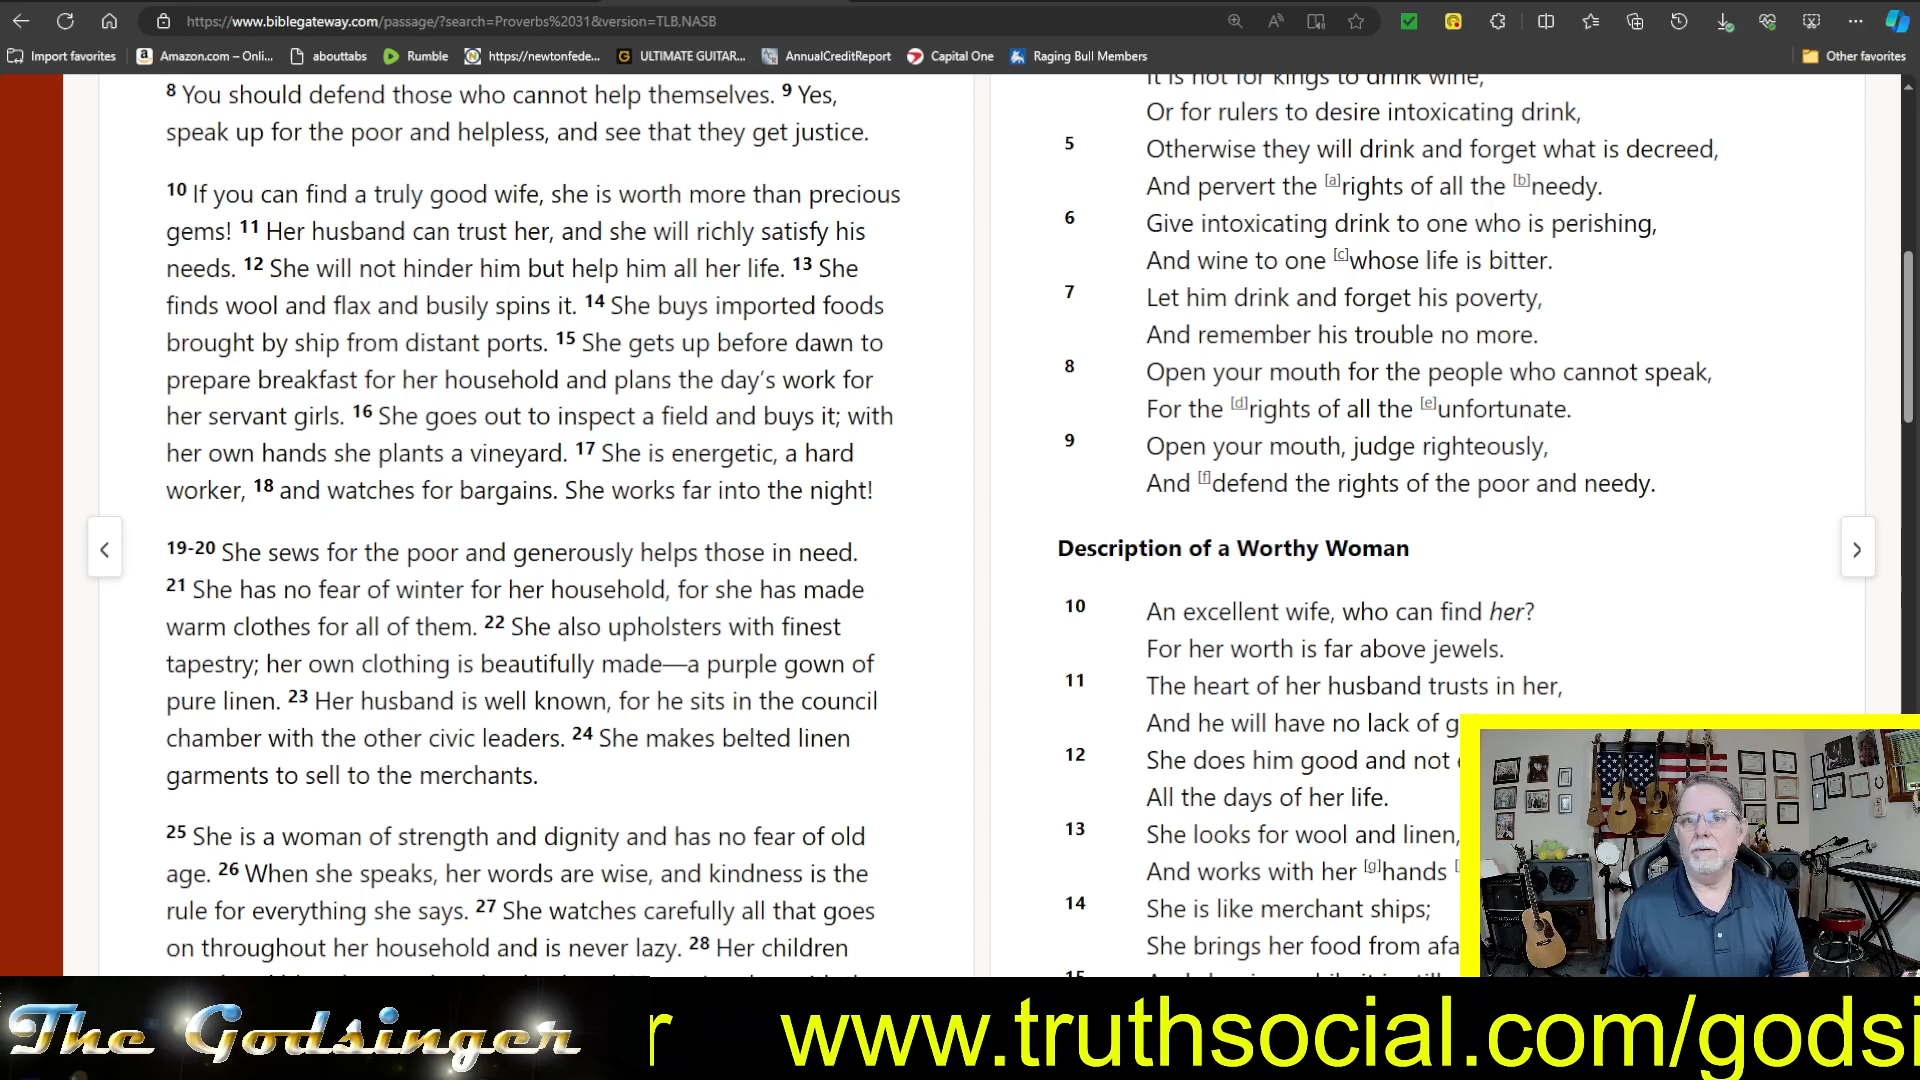 https://www.biblegateway.com/passage/?search=Proverbs%2031&version=TLB,NASB
Import favorites
Amazon.com – Onli...
abouttabs
Rumble
https://newtonfede...
ULTIMATE GUITAR...
AnnualCreditReport
Capital One
Raging Bull Members
Other favorites
8 You should defend those who cannot help themselves. 9 Yes,
speak up for the poor and helpless, and see that they get justice.
10 If you can find a truly good wife, she is worth more than precious
gems! 11 Her husband can trust her, and she will richly satisfy his
needs. 12 She will not hinder him but help him all her life. 13 She
finds wool and flax and busily spins it. 14 She buys imported foods
brought by ship from distant ports. 15 She gets up before dawn to
prepare breakfast for her household and plans the day’s work for
her servant girls. 16 She goes out to inspect a field and buys it; with
her own hands she plants a vineyard. 17 She is energetic, a hard
worker, 18 and watches for bargains. She works far into the night!
19-20 She sews for the poor and generously helps those in need.
21 She has no fear of winter for her household, for she has made
warm clothes for all of them. 22 She also upholsters with finest
tapestry; her own clothing is beautifully made—a purple gown of
pure linen. 23 Her husband is well known, for he sits in the council
chamber with the other civic leaders. 24 She makes belted linen
garments to sell to the merchants.
25 She is a woman of strength and dignity and has no fear of old
age. 26 When she speaks, her words are wise, and kindness is the
rule for everything she says. 27 She watches carefully all that goes
on throughout her household and is never lazy. 28 Her children
It is not for kings to drink wine,
Or for rulers to desire intoxicating drink,
5 Otherwise they will drink and forget what is decreed,
And pervert the [a]rights of all the [b]needy.
6 Give intoxicating drink to one who is perishing,
And wine to one [c]whose life is bitter.
7 Let him drink and forget his poverty,
And remember his trouble no more.
8 Open your mouth for the people who cannot speak,
For the [d]rights of all the [e]unfortunate.
9 Open your mouth, judge righteously,
And [f]defend the rights of the poor and needy.
Description of a Worthy Woman
10 An excellent wife, who can find her?
For her worth is far above jewels.
11 The heart of her husband trusts in her,
And he will have no lack of g
12 She does him good and not
All the days of her life.
13 She looks for wool and linen,
And works with her [g]hands
14 She is like merchant ships;
She brings her food from afa
The Godsinger
r www.truthsocial.com/godsi